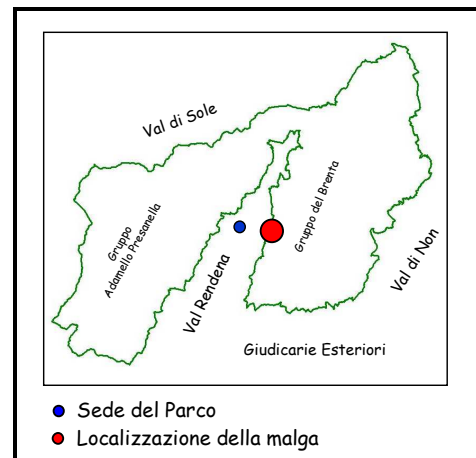 Val di Sole
Gruppo
Adamello Presanella
Gruppo del Brenta
Val Rendena
Val di Non
Giudicarie Esteriori
Sede del Parco
Localizzazione della malga